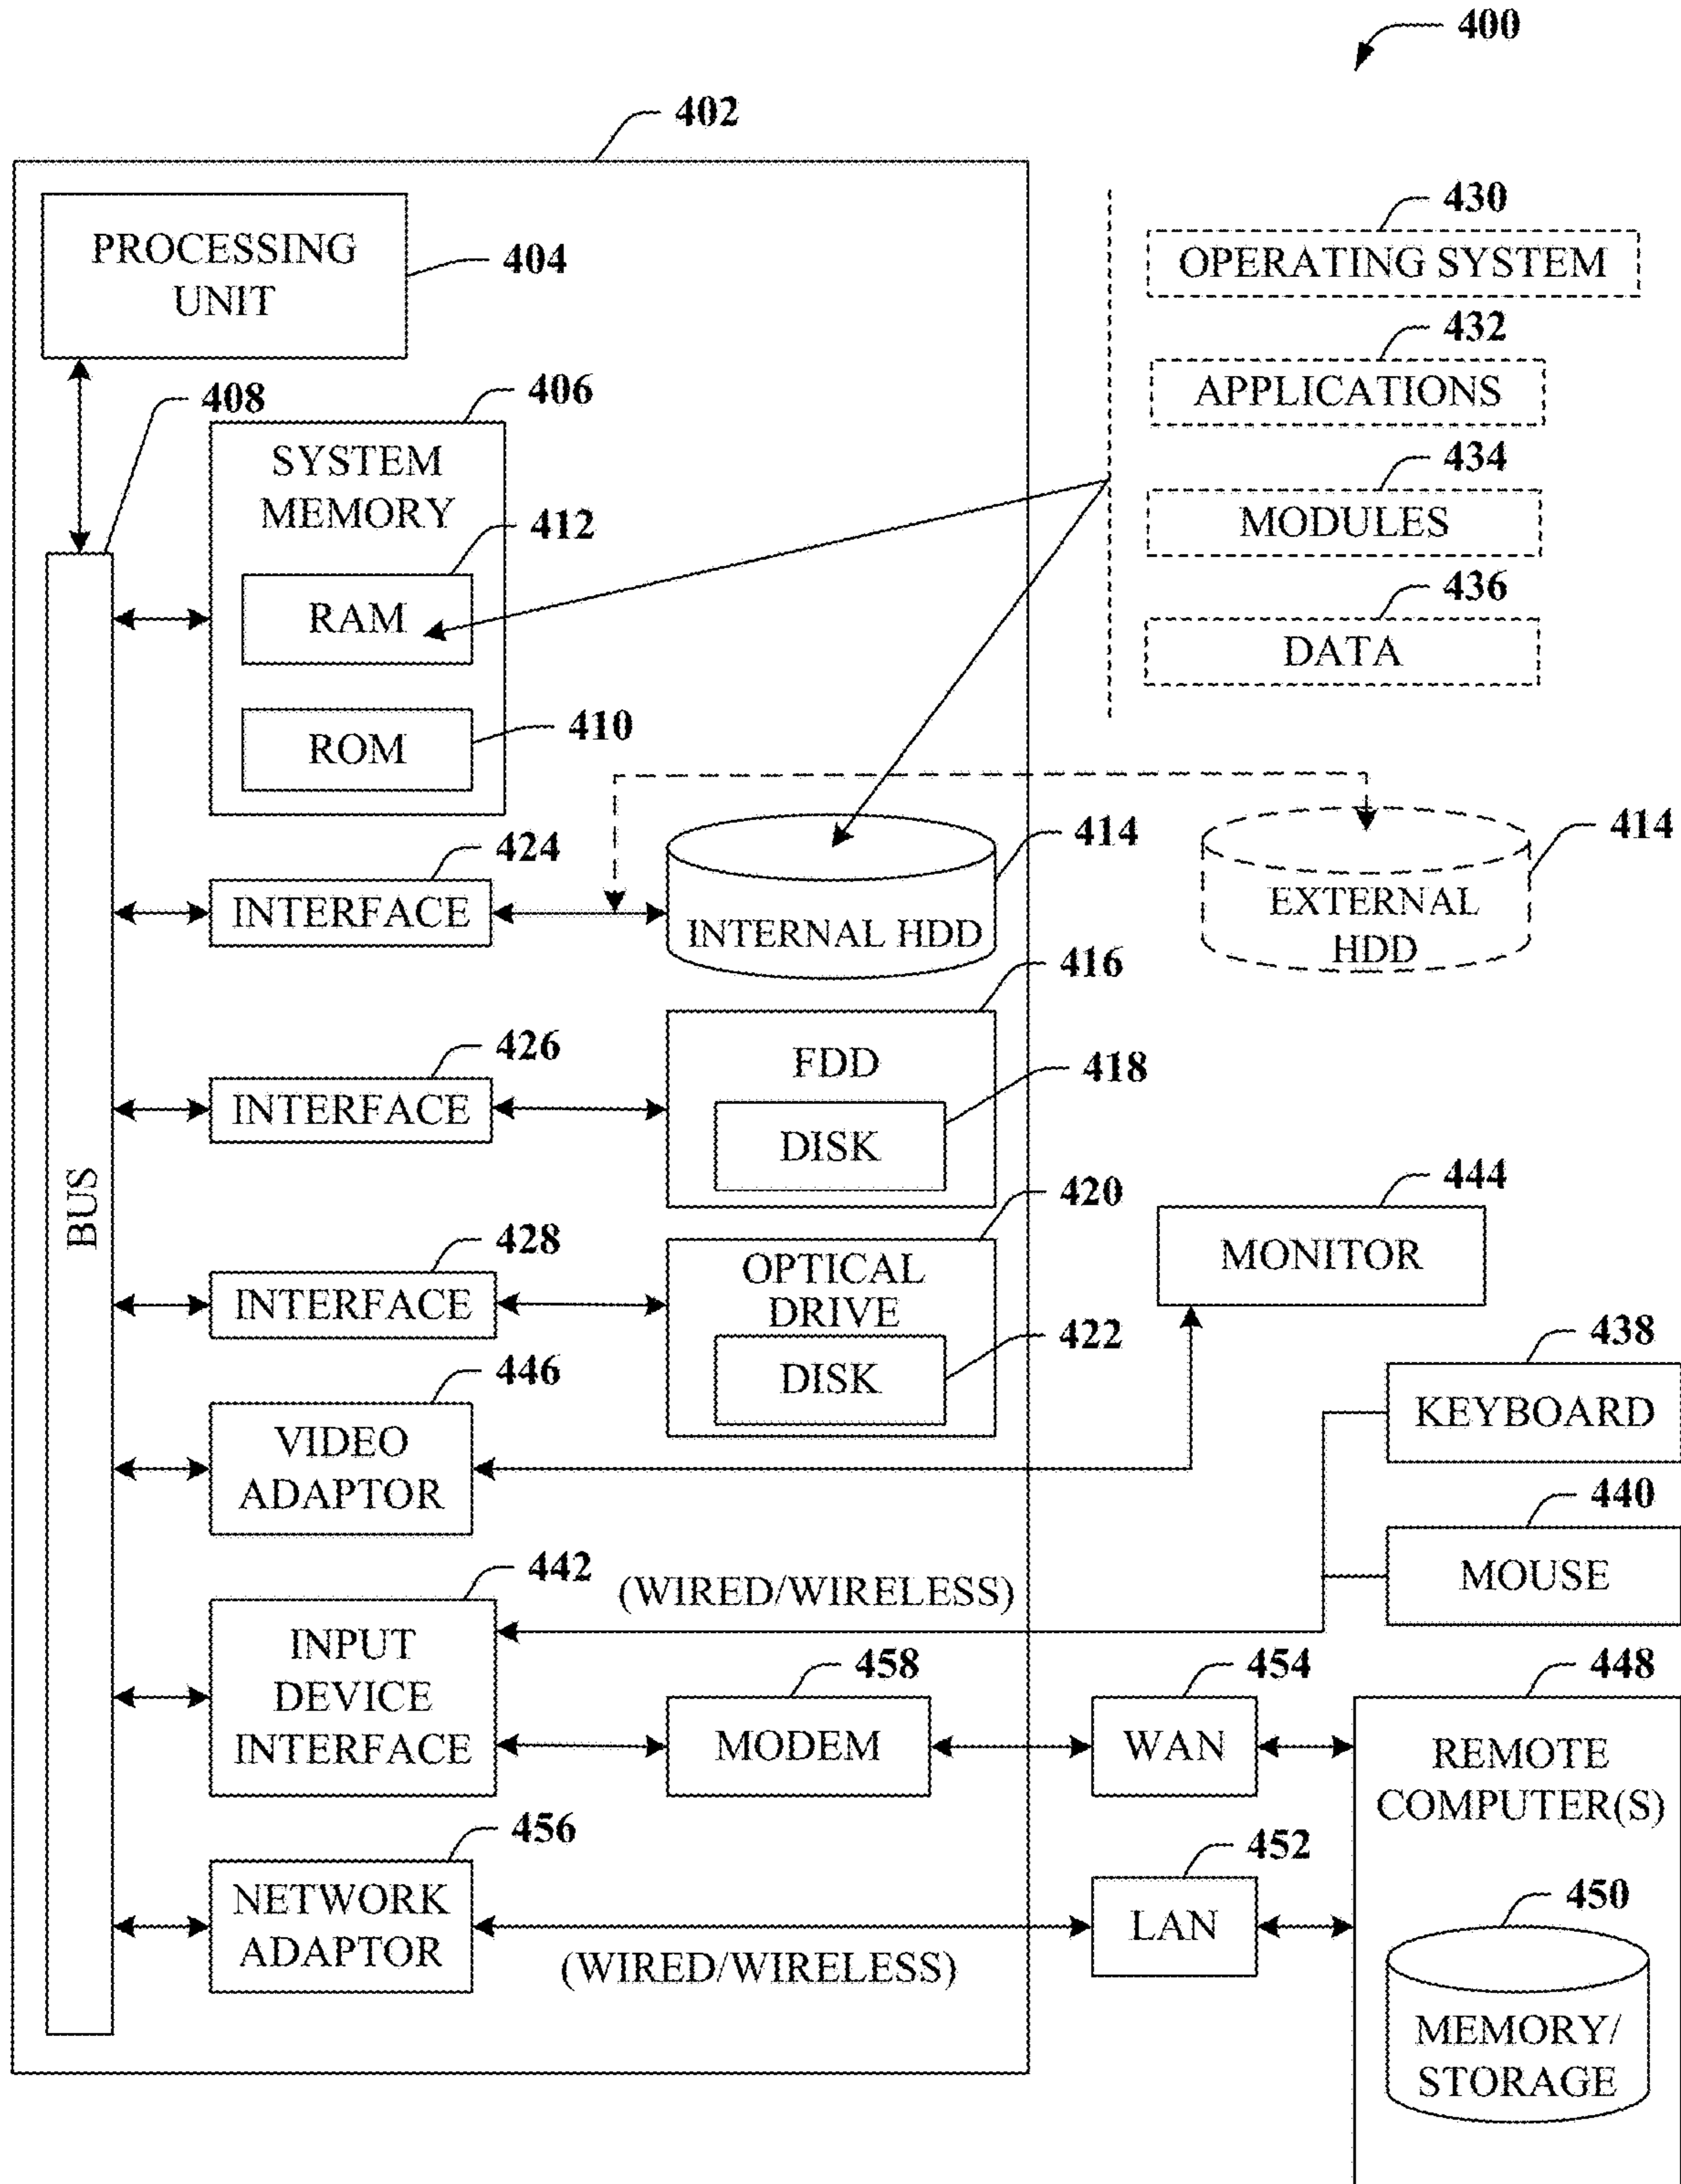 400
402
PROCESSING
UNIT
404
430
OPERATING SYSTEM
432
APPLICATIONS
434
MODULES
436
DATA
408
406
SYSTEM
MEMORY
412
RAM
410
ROM
BUS
424
INTERFACE
414
INTERNAL HDD
414
EXTERNAL
HDD
426
INTERFACE
416
FDD
418
DISK
428
INTERFACE
420
OPTICAL
DRIVE
422
DISK
444
MONITOR
446
VIDEO
ADAPTOR
438
KEYBOARD
440
MOUSE
442
(WIRED/WIRELESS)
INPUT
DEVICE
INTERFACE
458
MODEM
454
WAN
448
REMOTE
COMPUTER(S)
456
NETWORK
ADAPTOR
(WIRED/WIRELESS)
452
LAN
450
MEMORY/
STORAGE